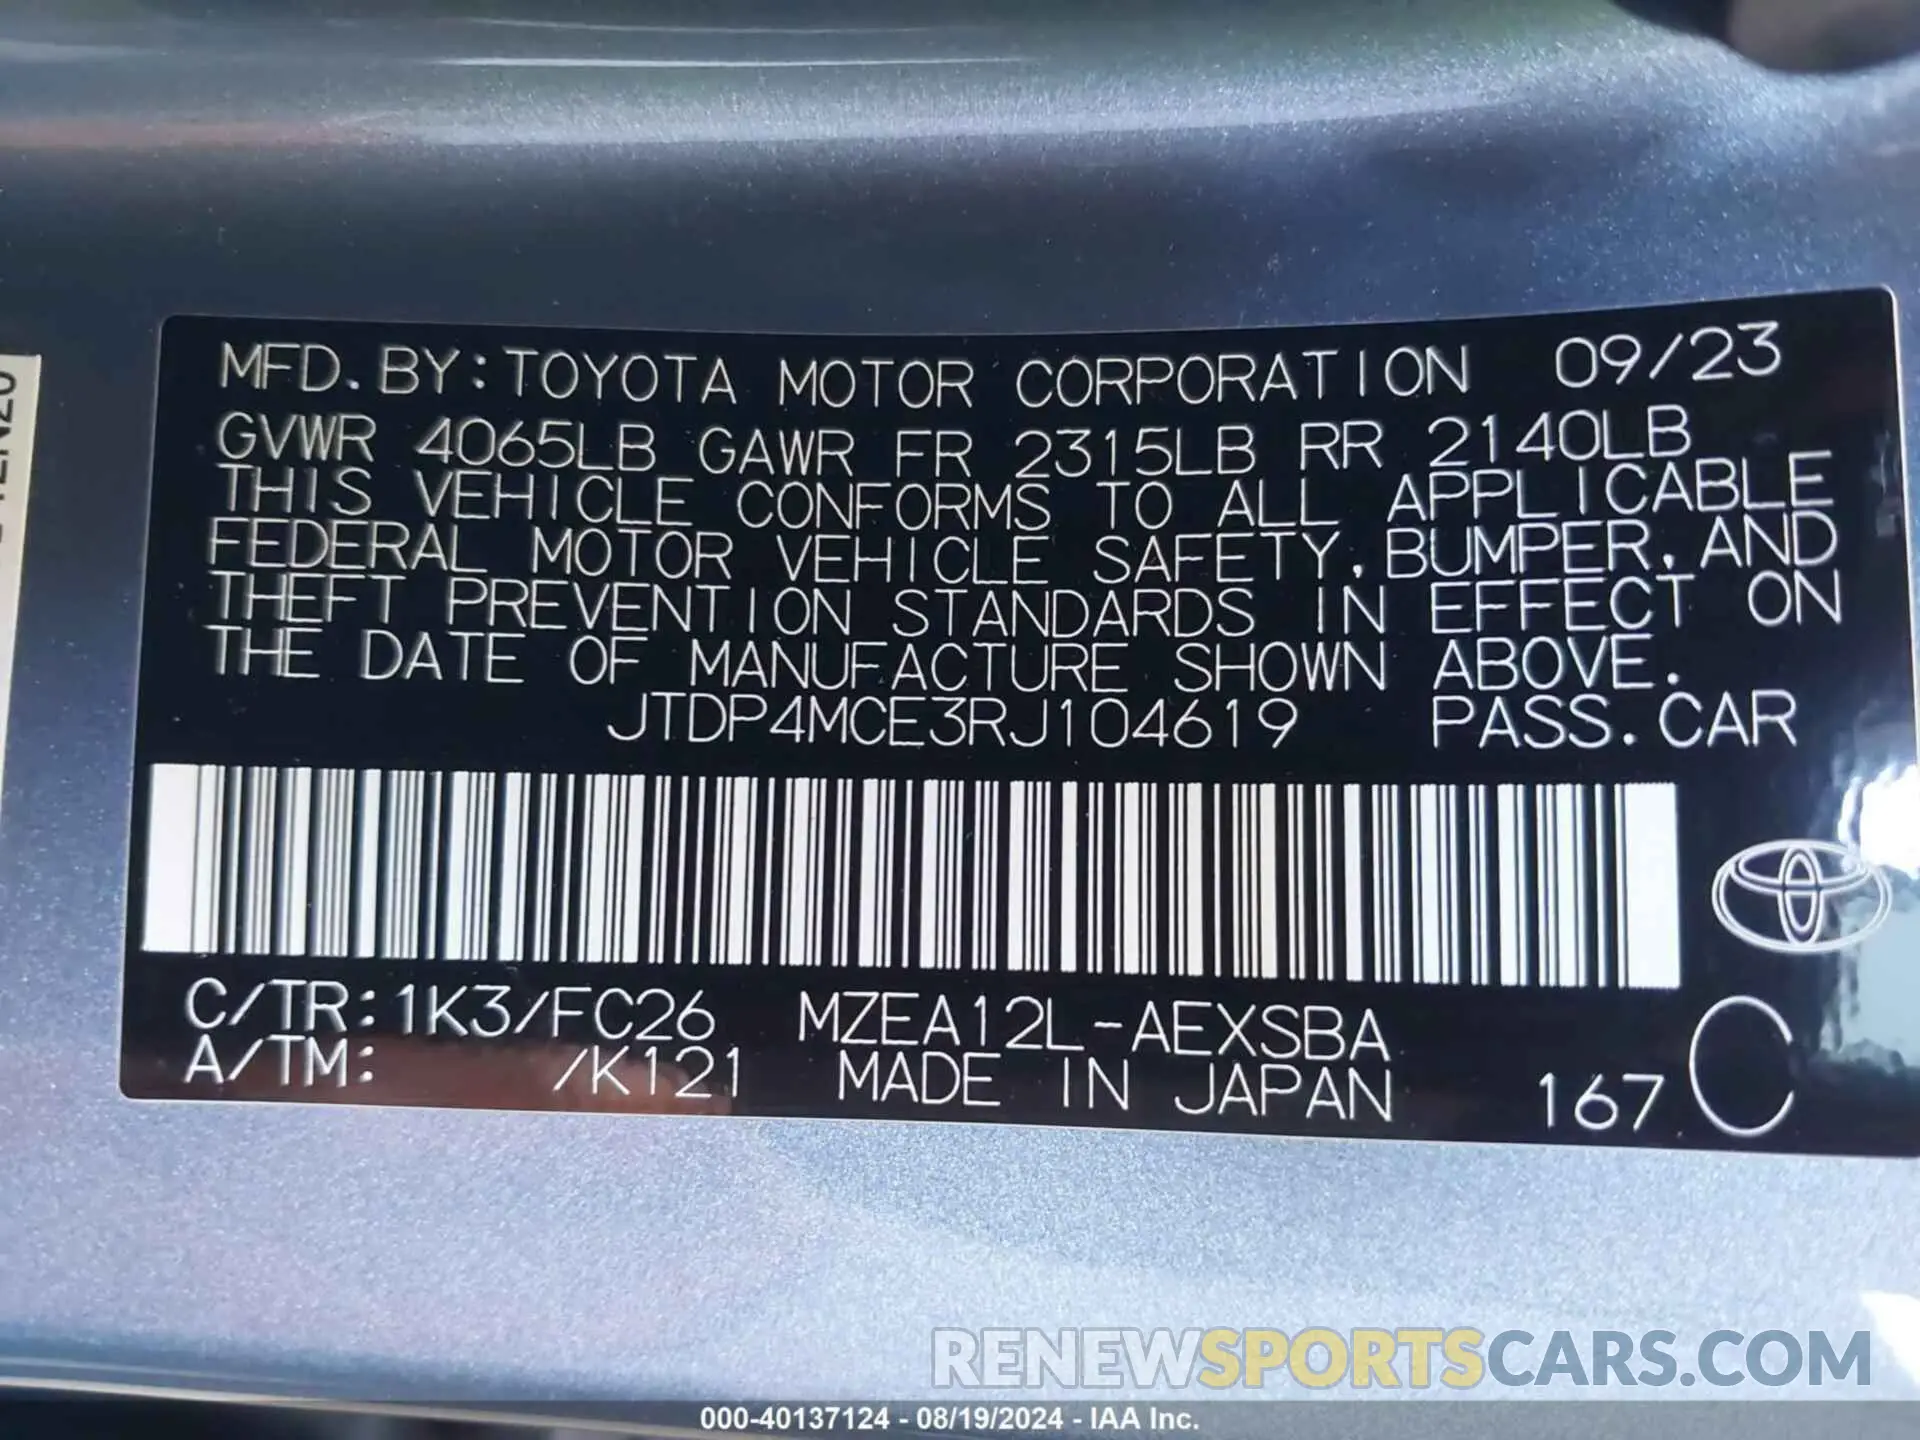 MFD. BY: TOYOTA MOTOR CORPORATION 09/23
GVWR 4065LB GAWR FR 2315LB RR 2140LB
THIS VEHICLE CONFORMS TO ALL APPLICABLE
FEDERAL MOTOR VEHICLE SAFETY, BUMPER, AND
THEFT PREVENTION STANDARDS IN EFFECT ON
THE DATE OF MANUFACTURE SHOWN ABOVE.
JTDP4MCE3RJ104619 PASS. CAR
C/TR: 1K3/FC26 MZEA12L-AEXSBA
A/TM: /K121 MADE IN JAPAN 167 C
RENEWSPORTSCARS.COM
000-40137124 - 08/19/2024 - IAA Inc.